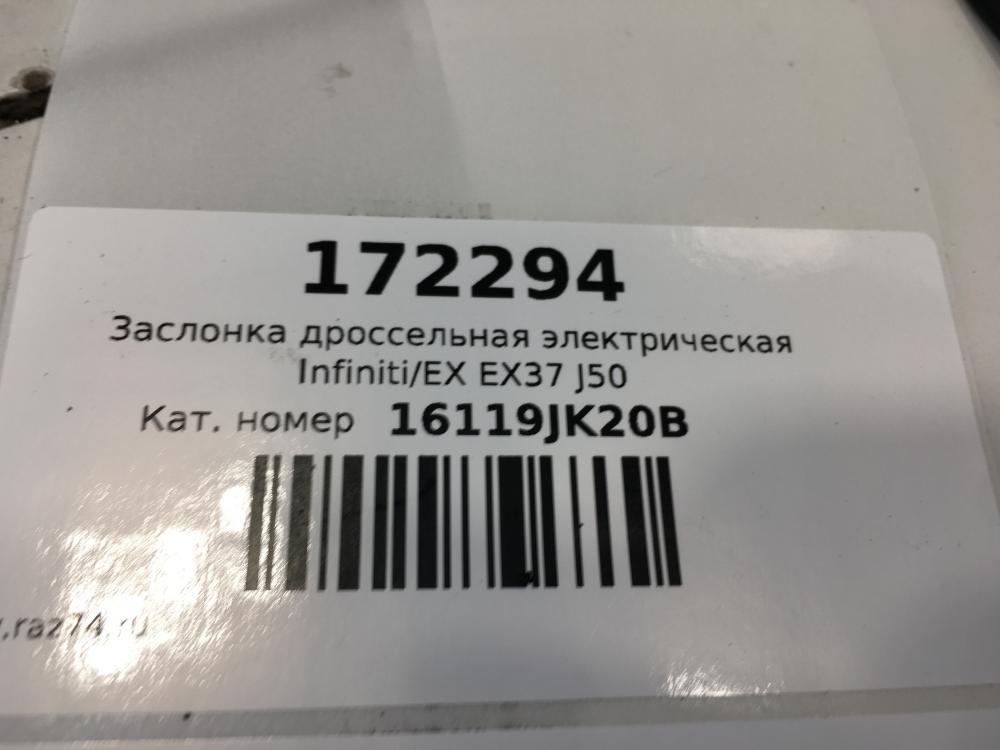 172294
Заслонка дроссельная электрическая
Infiniti/EX EX37 J50
Кат. номер 16119JK20B
.raz74.ru